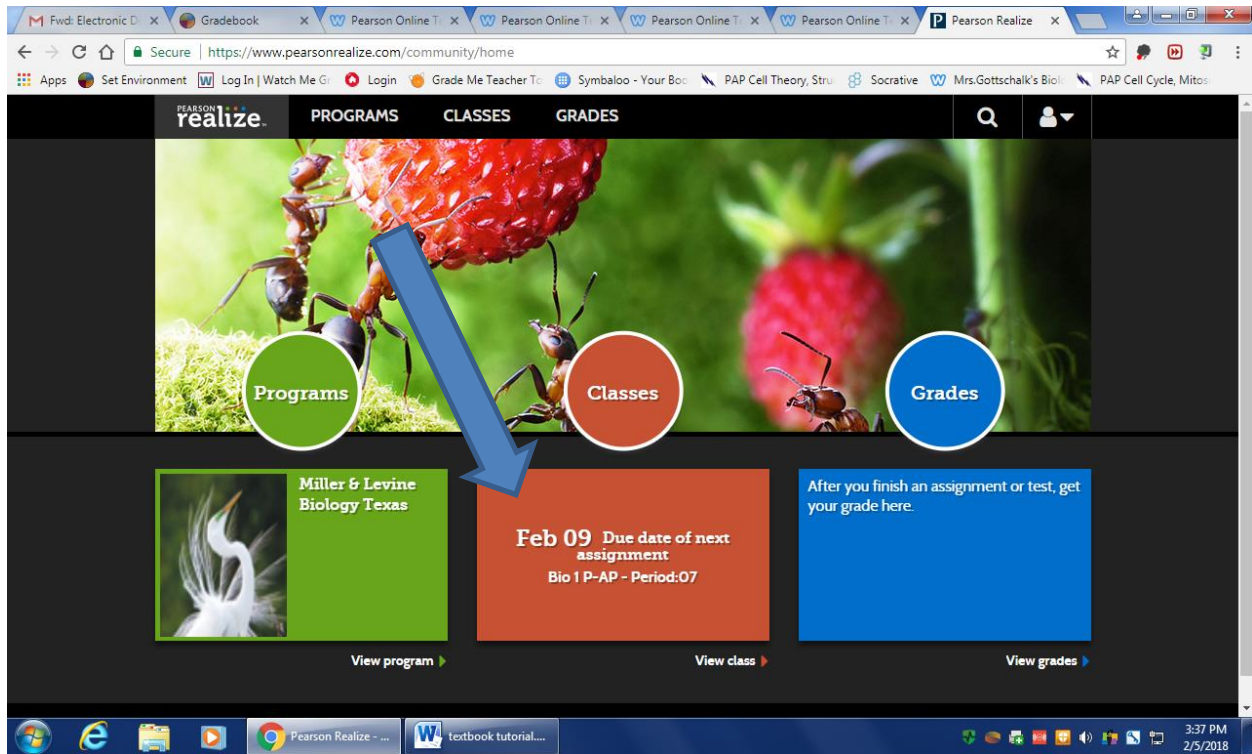 Fwd: Electronic D
Gradebook
Pearson Online T
Pearson Online T
Pearson Online T
Pearson Online T
Pearson Realize
Secure | https://www.pearsonrealize.com/community/home
Apps
Set Environment
Log In | Watch Me Gr
Login
Grade Me Teacher To
Symbaloo - Your Boo
PAP Cell Theory, Stru
Socrative
Mrs.Gottschalk's Biol
PAP Cell Cycle, Mitos
PEARSON
realize
PROGRAMS
CLASSES
GRADES
Programs
Classes
Grades
Miller & Levine
Biology Texas
View program
Feb 09 Due date of next
assignment
Bio 1 P-AP - Period:07
View class
After you finish an assignment or test, get
your grade here.
View grades
Pearson Realize - ...
textbook tutorial....
3:37 PM
2/5/2018